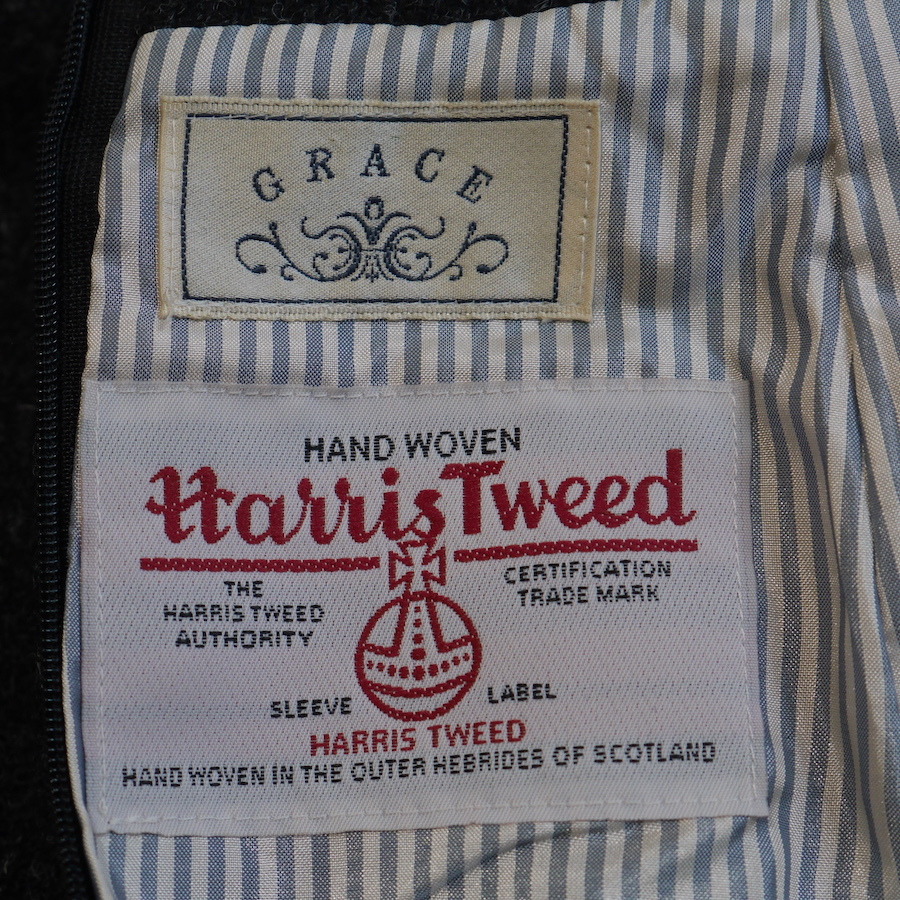 GRACE
HAND WOVEN
Harris Tweed
THE
HARRIS TWEED
AUTHORITY
CERTIFICATION
TRADE MARK
SLEEVE LABEL
HARRIS TWEED
HAND WOVEN IN THE OUTER HEBRIDES OF SCOTLAND